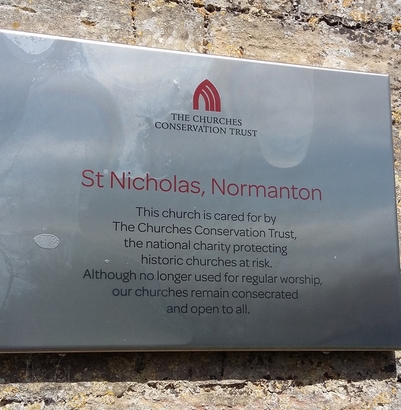 THE CHURCHES
CONSERVATION TRUST
St Nicholas, Normanton
This church is cared for by
The Churches Conservation Trust,
the national charity protecting
historic churches at risk.
Although no longer used for regular worship,
our churches remain consecrated
and open to all.